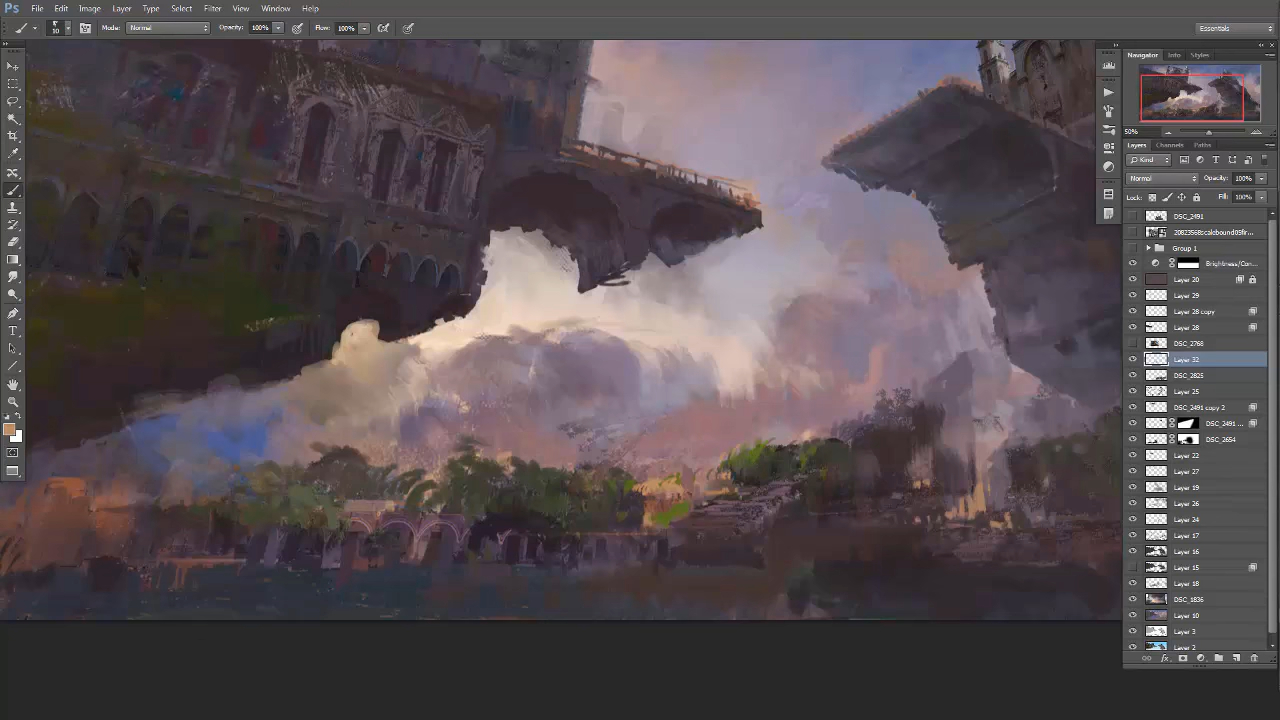 Ps File Edit Image Layer Type Select Filter View Window Help
10 Mode: Normal Opacity: 100% Flow: 100% Essentials
Navigator Info Styles
50%
Layers Channels Paths
Kind
Normal Opacity: 100%
Lock: Fill: 100%
DSC_2491
Group 1
Brightness/Con...
Layer 20
Layer 29
Layer 28 copy
Layer 28
DSC_2768
Layer 32
DSC_2825
Layer 25
DSC_2491 copy 2
DSC_2491 ...
DSC_2654
Layer 22
Layer 27
Layer 19
Layer 26
Layer 24
Layer 17
Layer 16
Layer 15
Layer 18
DSC_1836
Layer 10
Layer 3
Layer 2